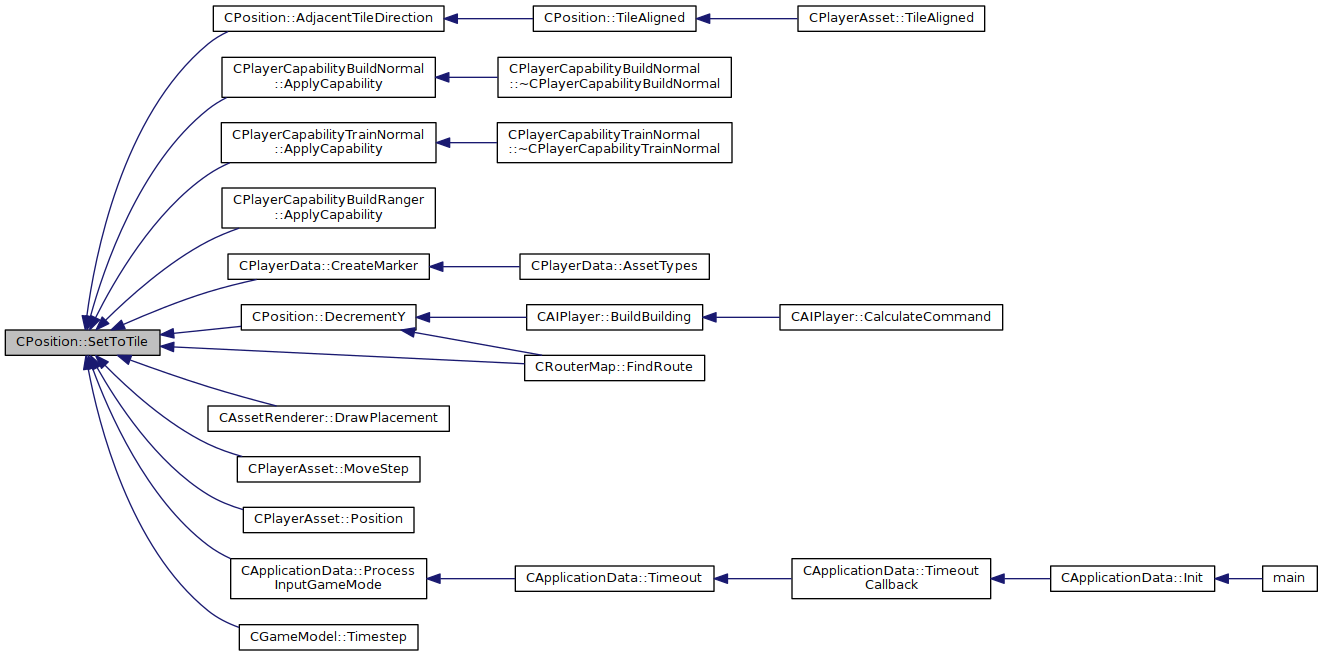 CPosition::AdjacentTileDirection
CPosition::TileAligned
CPlayerAsset::TileAligned
CPlayerCapabilityBuildNormal
::ApplyCapability
CPlayerCapabilityBuildNormal
::~CPlayerCapabilityBuildNormal
CPlayerCapabilityTrainNormal
::ApplyCapability
CPlayerCapabilityTrainNormal
::~CPlayerCapabilityTrainNormal
CPlayerCapabilityBuildRanger
::ApplyCapability
CPlayerData::CreateMarker
CPlayerData::AssetTypes
CPosition::DecrementY
CAIPlayer::BuildBuilding
CAIPlayer::CalculateCommand
CPosition::SetToTile
CRouterMap::FindRoute
CAssetRenderer::DrawPlacement
CPlayerAsset::MoveStep
CPlayerAsset::Position
CApplicationData::Process
InputGameMode
CApplicationData::Timeout
CApplicationData::Timeout
Callback
CApplicationData::Init
main
CGameModel::Timestep